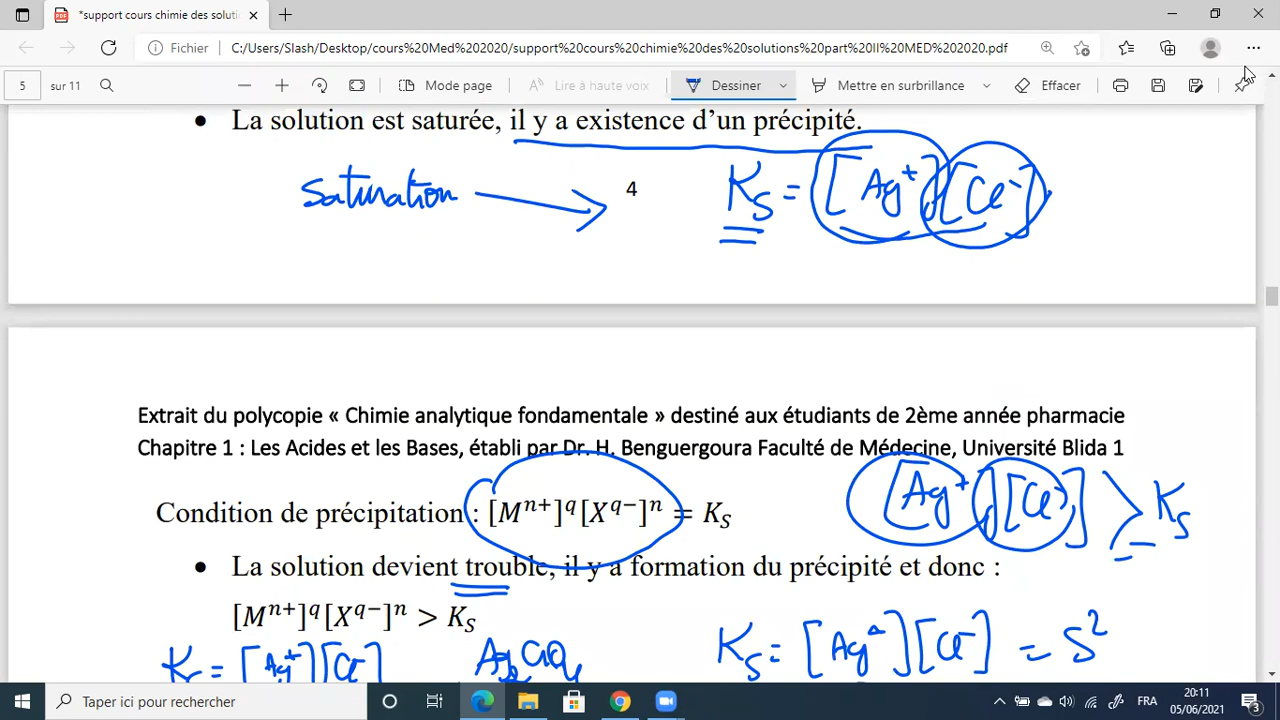 *support cours chimie des soluti
Fichier
C:/Users/Slash/Desktop/cours%20Med%202020/support%20cours%20chimie%20des%20solutions%20part%20II%20MED%202020.pdf
5 sur 11
Mode page
Lire à haute voix
Dessiner
Mettre en surbrillance
Effacer
• La solution est saturée, il y a existence d’un précipité.
saturation
4
KS = [Ag+][Cl-]
Extrait du polycopie « Chimie analytique fondamentale » destiné aux étudiants de 2ème année pharmacie
Chapitre 1 : Les Acides et les Bases, établi par Dr. H. Benguergoura Faculté de Médecine, Université Blida 1
[Ag+][Cl-] ≥ KS
Condition de précipitation : [M^{n+}]^q[X^{q−}]^n = K_S
• La solution devient trouble, il y a formation du précipité et donc :
[M^{n+}]^q[X^{q−}]^n > K_S
KS = [Ag+][Cl-] = S²
KS = [Ag+][Cl-]
Taper ici pour rechercher
FRA
20:11
05/06/2021
3